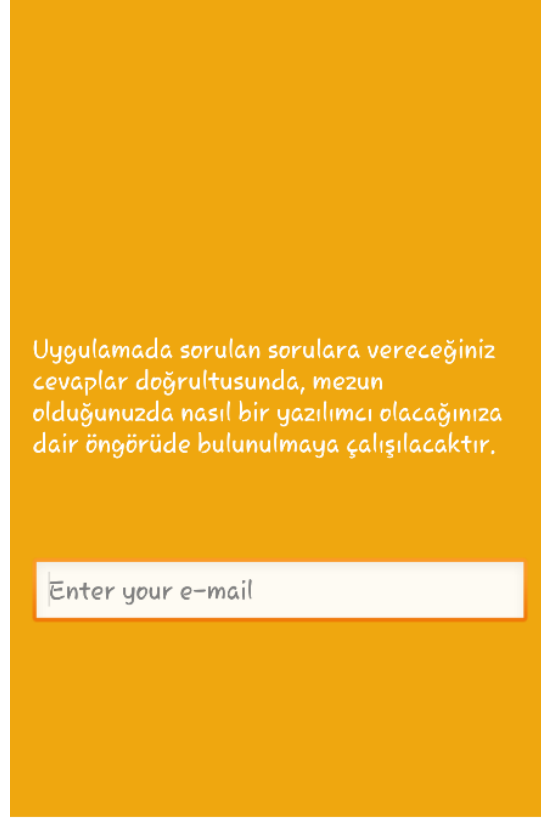 Uygulamada sorulan sorulara vereceğiniz
cevaplar doğrultusunda, mezun
olduğunuzda nasıl bir yazılımcı olacağınıza
dair öngörüde bulunulmaya çalışılacaktır.
Enter your e-mail